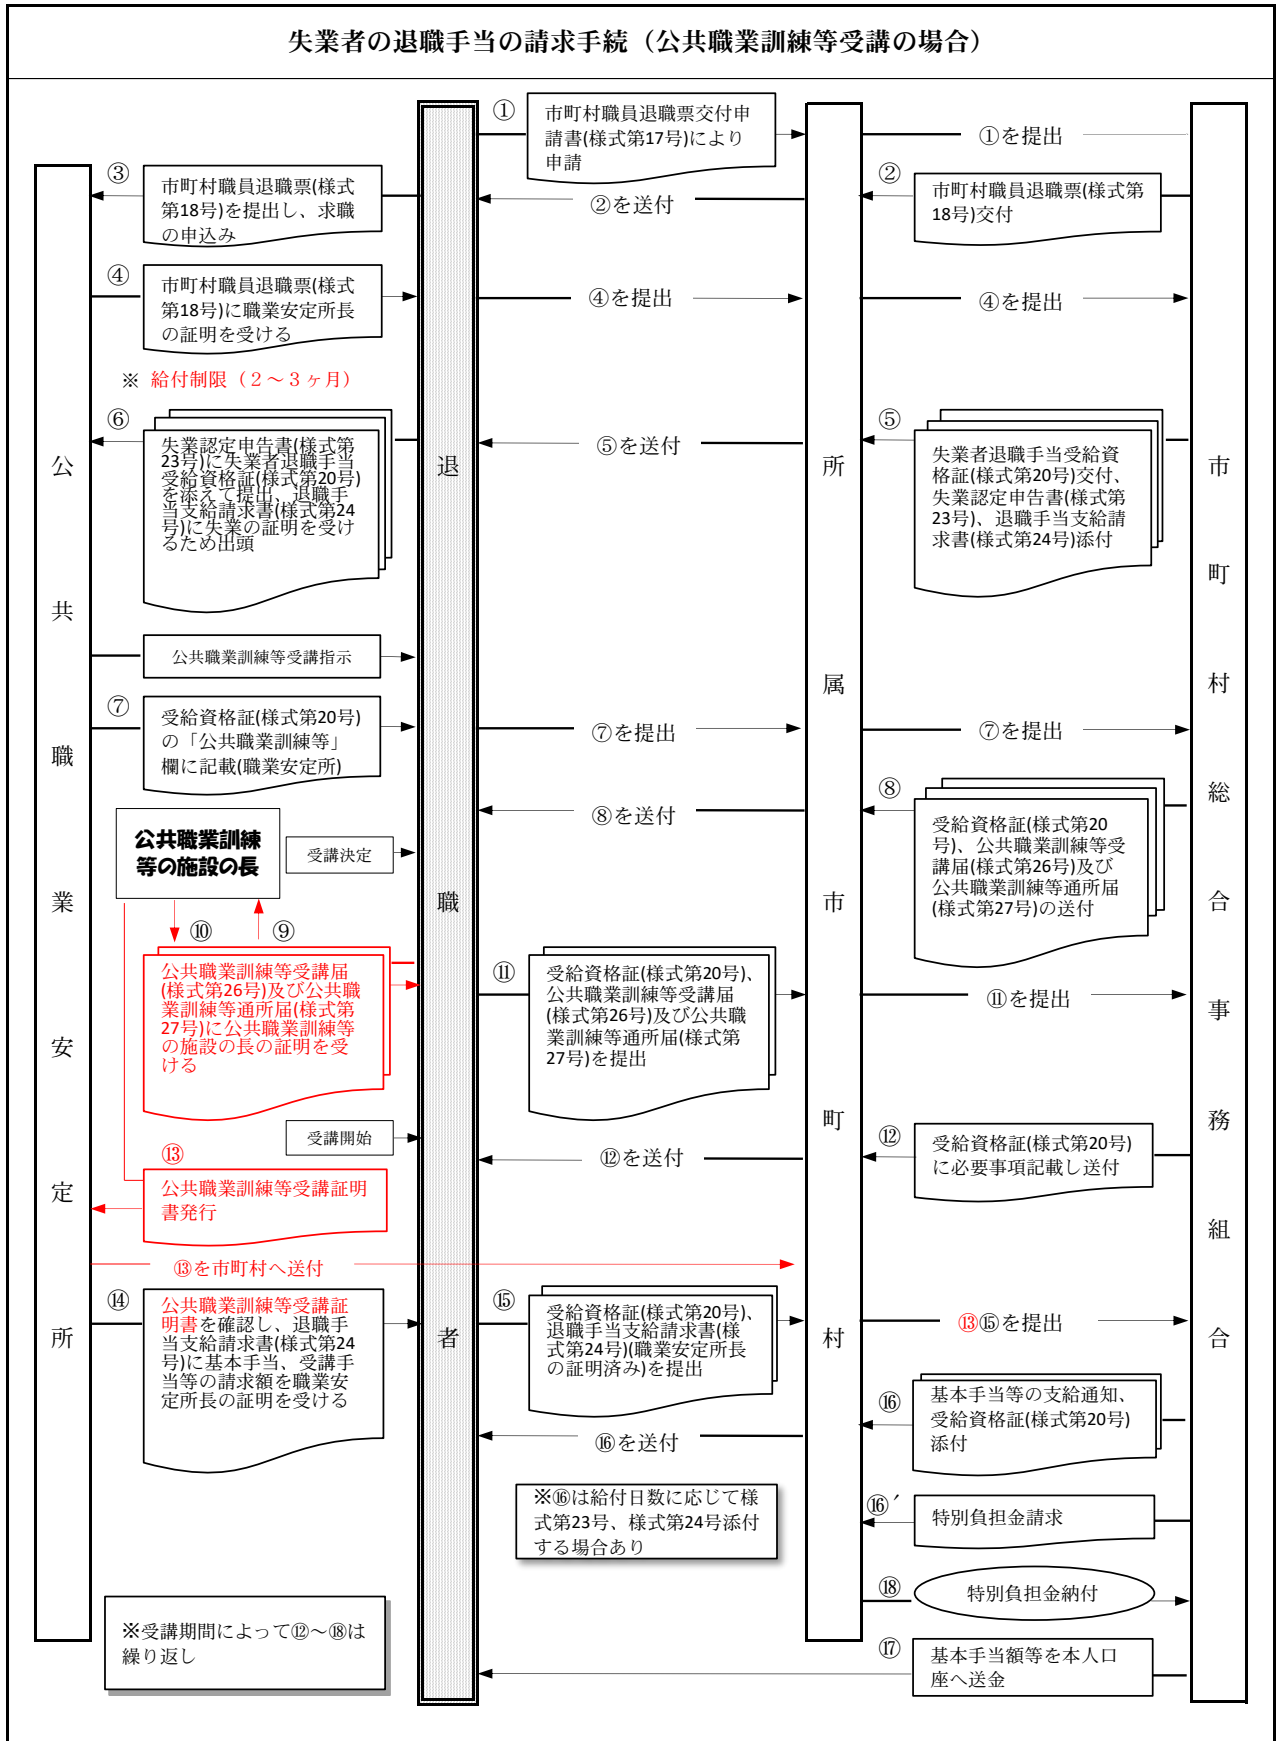 失業者の退職手当の請求手続（公共職業訓練等受講の場合）
①
市町村職員退職票交付申
請書(様式第17号)により
申請
①を提出
③
市町村職員退職票(様式
第18号)を提出し、求職
の申込み
②を送付
②
市町村職員退職票(様式第
18号)交付
④
市町村職員退職票(様式
第18号)に職業安定所長
の証明を受ける
④を提出
④を提出
※ 給付制限（２～３ヶ月）
⑥
失業認定申告書(様式第
23号)に失業者退職手当
受給資格証(様式第20号)
を添えて提出、退職手
当支給請求書(様式第24
号)に失業の証明を受け
るため出頭
⑤を送付
⑤
失業者退職手当受給資
格証(様式第20号)交付、
失業認定申告書(様式第
23号)、退職手当支給請
求書(様式第24号)添付
公共職業訓練等受講指示
⑦
受給資格証(様式第20号)
の「公共職業訓練等」
欄に記載(職業安定所)
⑦を提出
⑦を提出
公共職業訓練
等の施設の長
受講決定
⑧を送付
⑧
受給資格証(様式第20
号)、公共職業訓練等受
講届(様式第26号)及び
公共職業訓練等通所届
(様式第27号)の送付
⑩
⑨
公共職業訓練等受講届
(様式第26号)及び公共職
業訓練等通所届(様式第
27号)に公共職業訓練等
の施設の長の証明を受
ける
⑪
受給資格証(様式第20号)、
公共職業訓練等受講届
(様式第26号)及び公共職
業訓練等通所届(様式第
27号)を提出
⑪を提出
受講開始
⑫を送付
⑫
受給資格証(様式第20号)
に必要事項記載し送付
⑬
公共職業訓練等受講証明
書発行
⑬を市町村へ送付
⑭
公共職業訓練等受講証
明書を確認し、退職手
当支給請求書(様式第24
号)に基本手当、受講手
当等の請求額を職業安
定所長の証明を受ける
⑮
受給資格証(様式第20号)、
退職手当支給請求書(様
式第24号)(職業安定所長
の証明済み)を提出
⑬⑮を提出
⑯を送付
⑯
基本手当等の支給通知、
受給資格証(様式第20号)
添付
※⑯は給付日数に応じて様
式第23号、様式第24号添付
する場合あり
⑯´
特別負担金請求
⑱
特別負担金納付
※受講期間によって⑫～⑱は
繰り返し
⑰
基本手当額等を本人口
座へ送金
公共職業安定所
退職者
所属市町村
市町村総合事務組合